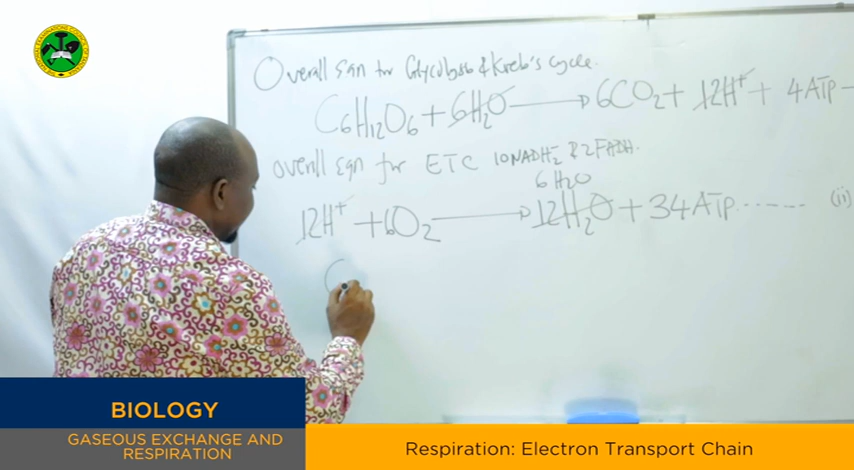 Overall Eqn for Glycolysis & Kreb's Cycle.
C6H12O6 + 6H2O → 6CO2 + 12H+ + 4ATP
Overall Eqn for ETC 10NADH2 & 2FADH.
6H2O
12H+ + 6O2 → 12H2O + 34ATP ...... (ii)
C
BIOLOGY
GASEOUS EXCHANGE AND
RESPIRATION
Respiration: Electron Transport Chain